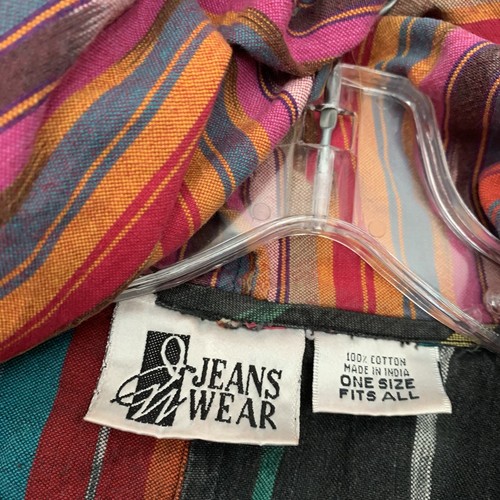 JEANS
WEAR
100% COTTON
MADE IN INDIA
ONE SIZE
FITS ALL